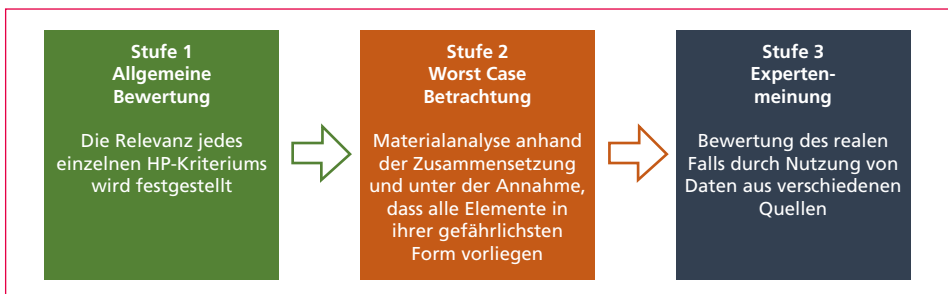 Stufe 1
Allgemeine
Bewertung
Die Relevanz jedes
einzelnen HP-Kriteriums
wird festgestellt
Stufe 2
Worst Case
Betrachtung
Materialanalyse anhand
der Zusammensetzung
und unter der Annahme,
dass alle Elemente in
ihrer gefährlichsten
Form vorliegen
Stufe 3
Experten-
meinung
Bewertung des realen
Falls durch Nutzung von
Daten aus verschiedenen
Quellen